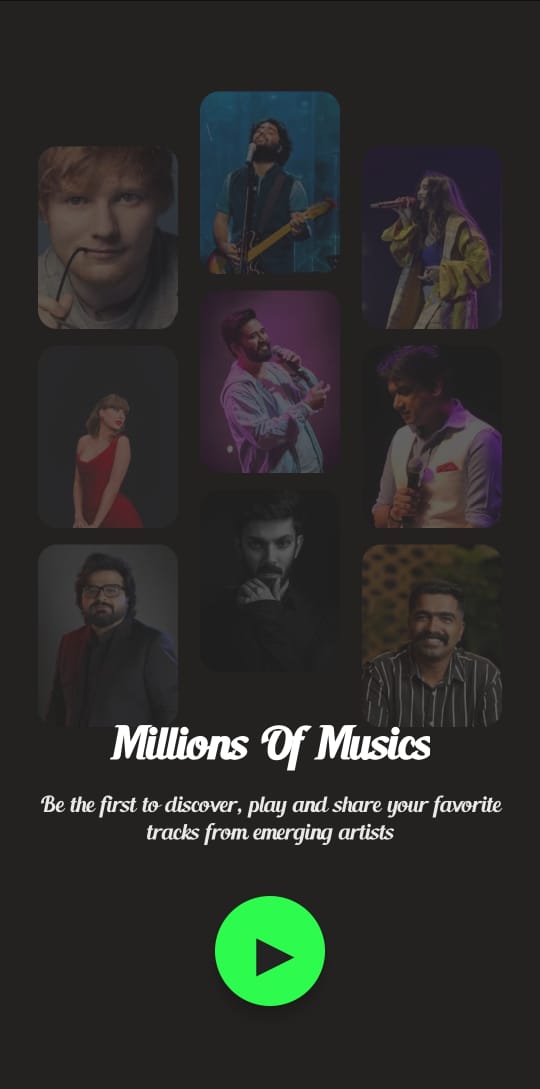 Millions Of Musics
Be the first to discover, play and share your favorite
tracks from emerging artists